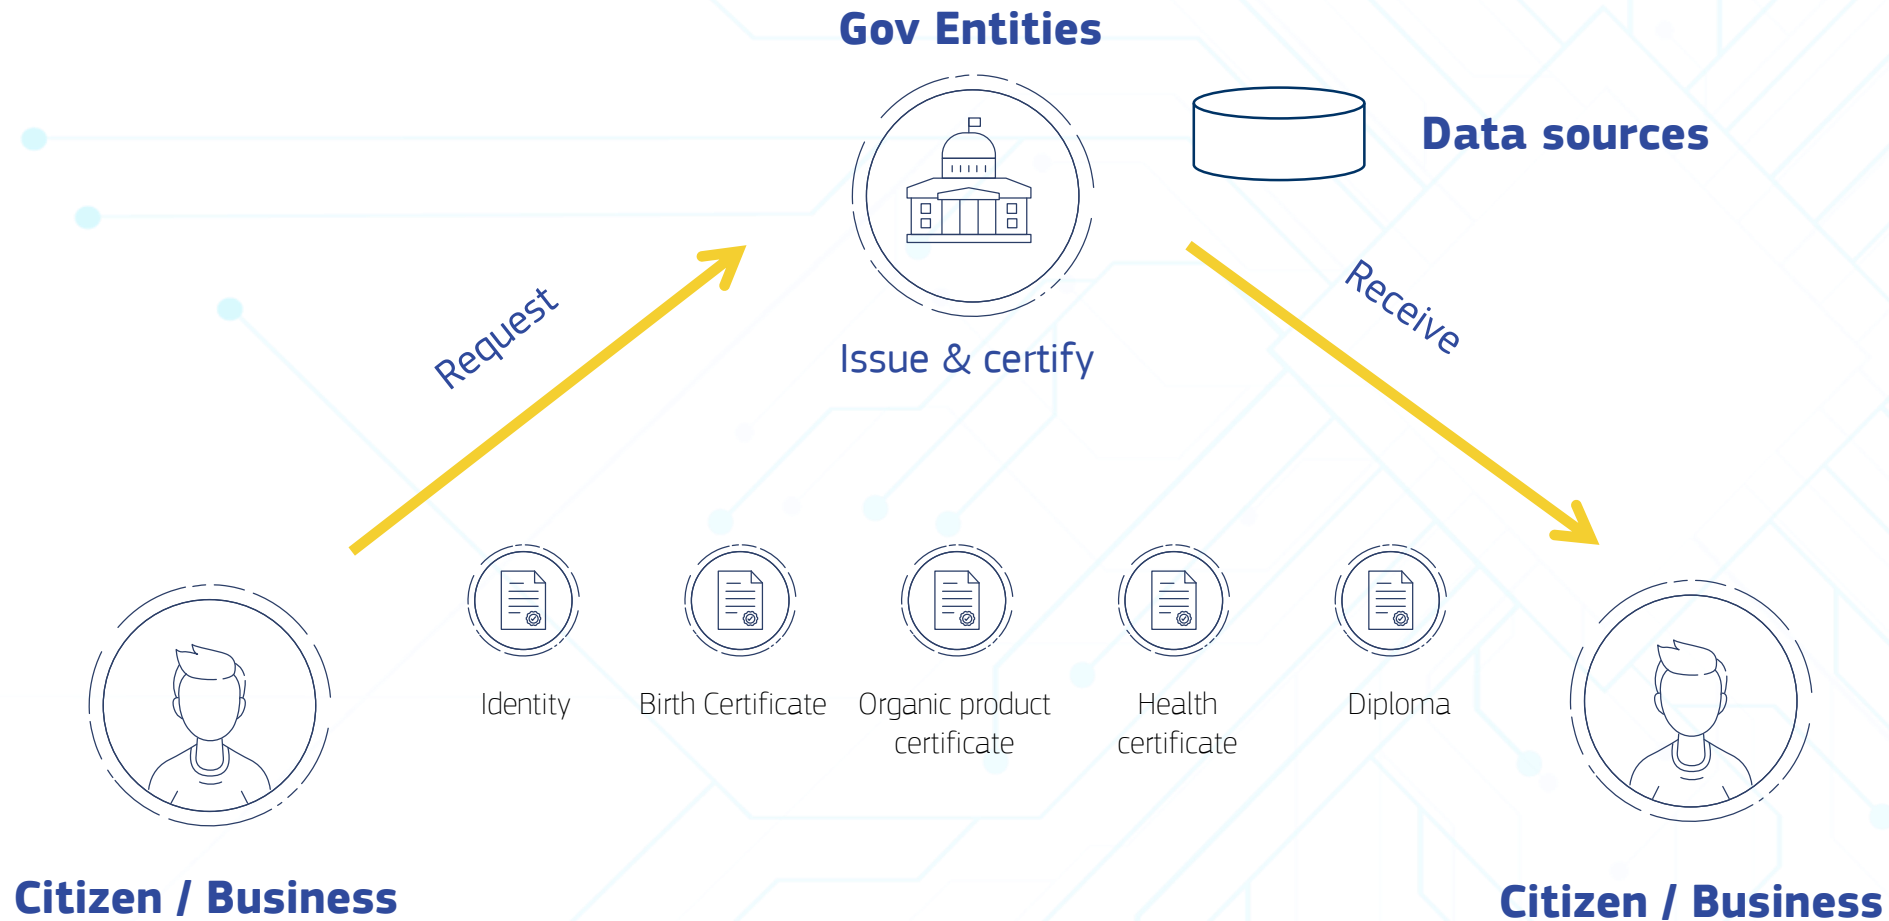 Gov Entities
Data sources
Request
Receive
Issue & certify
Identity
Birth Certificate
Organic product
certificate
Health
certificate
Diploma
Citizen / Business
Citizen / Business